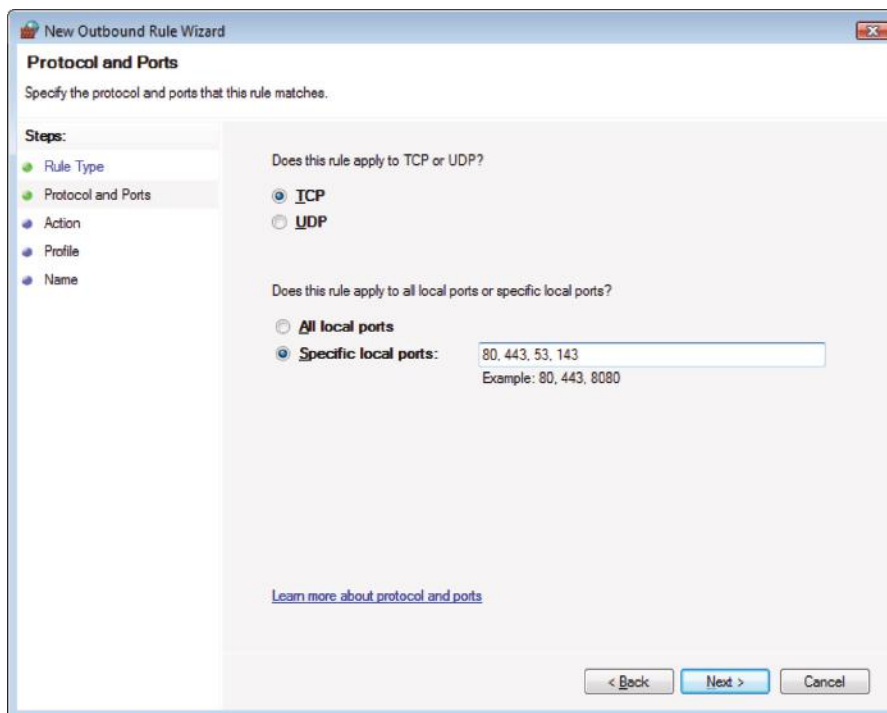 New Outbound Rule Wizard
Protocol and Ports
Specify the protocol and ports that this rule matches.
Steps:
Rule Type
Protocol and Ports
Action
Profile
Name
Does this rule apply to TCP or UDP?
TCP
UDP
Does this rule apply to all local ports or specific local ports?
All local ports
Specific local ports: 80, 443, 53, 143
Example: 80, 443, 8080
Learn more about protocol and ports
< Back Next > Cancel